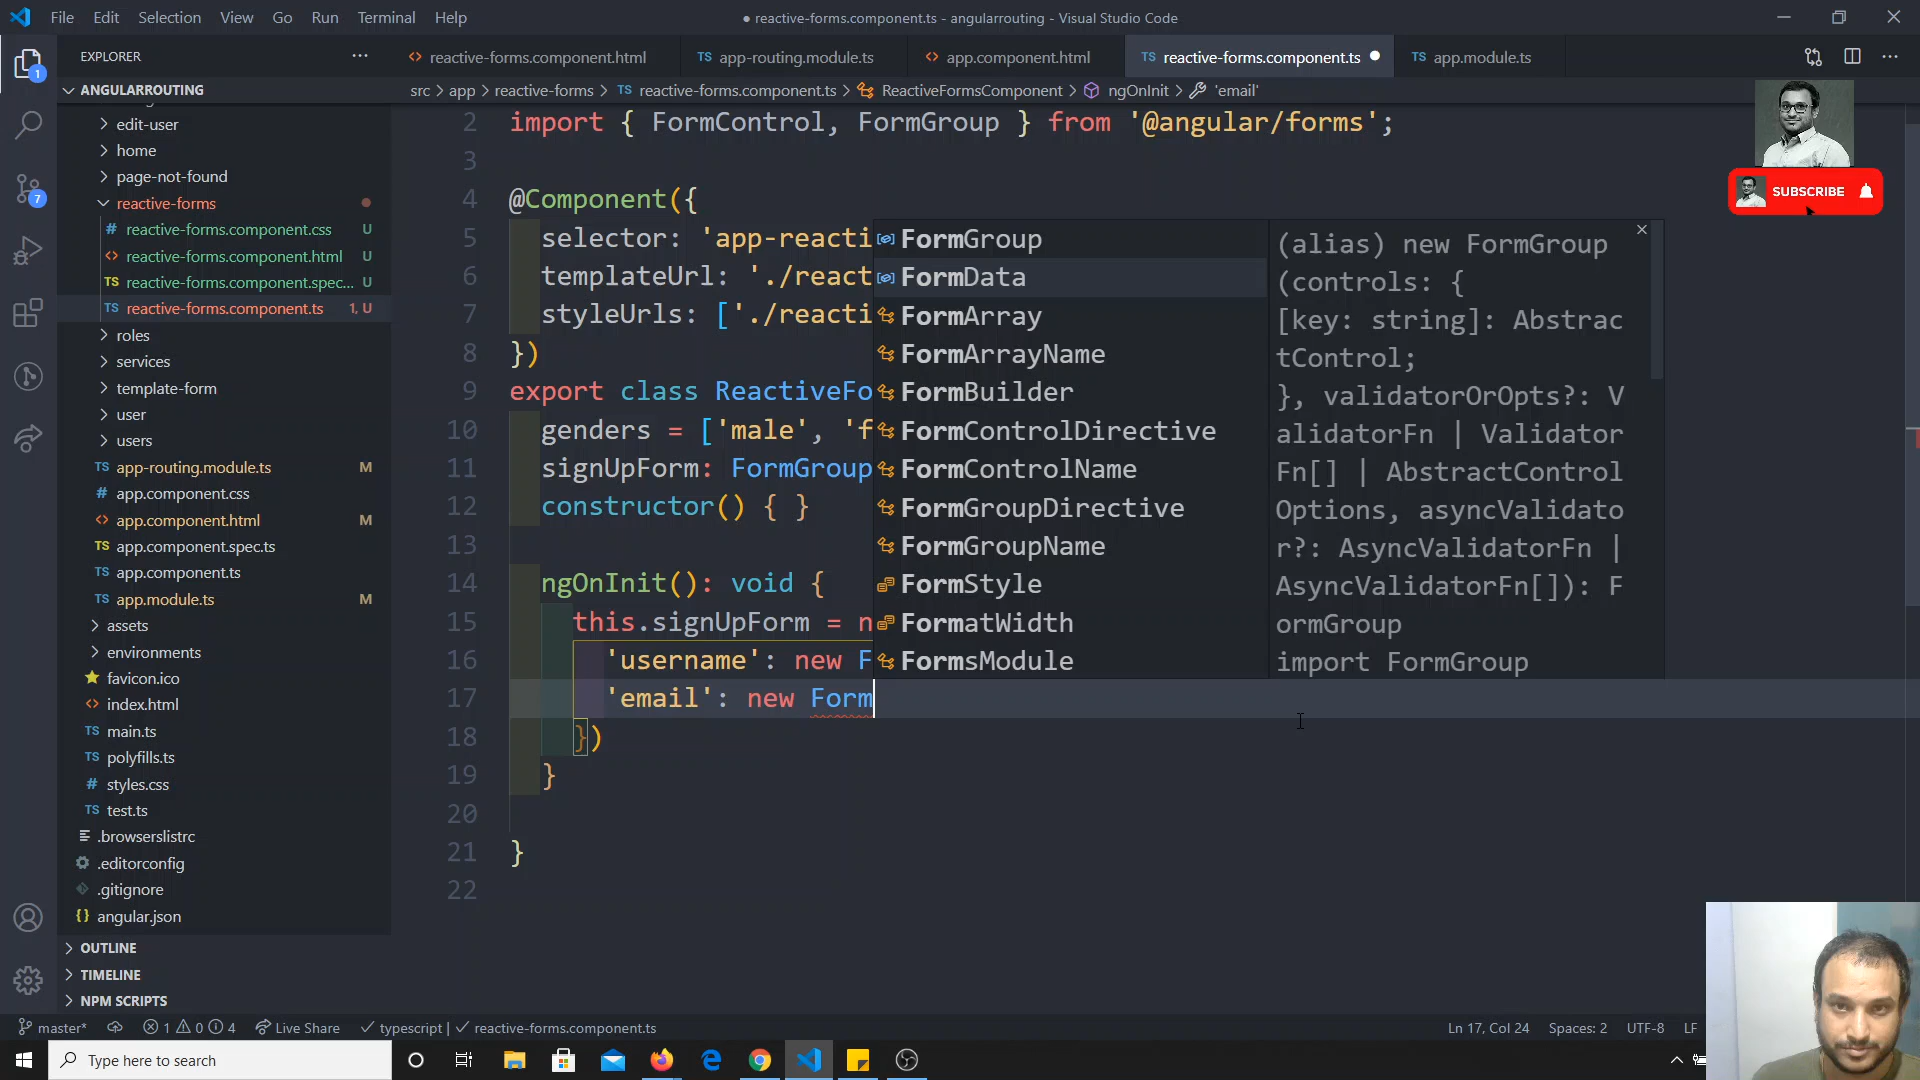 File Edit Selection View Go Run Terminal Help
● reactive-forms.component.ts - angularrouting - Visual Studio Code
EXPLORER
ANGULARROUTING
edit-user
home
page-not-found
reactive-forms
reactive-forms.component.css U
reactive-forms.component.html U
reactive-forms.component.spec... U
reactive-forms.component.ts 1, U
roles
services
template-form
user
users
app-routing.module.ts M
app.component.css
app.component.html M
app.component.spec.ts
app.component.ts
app.module.ts M
assets
environments
favicon.ico
index.html
main.ts
polyfills.ts
styles.css
test.ts
.browserslistrc
.editorconfig
.gitignore
angular.json
OUTLINE
TIMELINE
NPM SCRIPTS
1
7
reactive-forms.component.html TS app-routing.module.ts app.component.html TS reactive-forms.component.ts TS app.module.ts
src > app > reactive-forms > TS reactive-forms.component.ts > ReactiveFormsComponent > ngOnInit > 'email'
2 import { FormControl, FormGroup } from '@angular/forms';
3
4 @Component({
5 selector: 'app-reacti
6 templateUrl: './react
7 styleUrls: ['./reacti
8 })
9 export class ReactiveFo
10 genders = ['male', 'f
11 signUpForm: FormGroup
12 constructor() { }
13
14 ngOnInit(): void {
15 this.signUpForm = n
16 'username': new F
17 'email': new Form
18 })
19 }
20
21 }
22
FormGroup
FormData
FormArray
FormArrayName
FormBuilder
FormControlDirective
FormControlName
FormGroupDirective
FormGroupName
FormStyle
FormatWidth
FormsModule
(alias) new FormGroup
(controls: {
[key: string]: Abstrac
tControl;
}, validatorOrOpts?: V
alidatorFn | Validator
Fn[] | AbstractControl
Options, asyncValidato
r?: AsyncValidatorFn |
AsyncValidatorFn[]): F
ormGroup
import FormGroup
SUBSCRIBE
master* 1 0 4 Live Share typescript | reactive-forms.component.ts
Ln 17, Col 24 Spaces: 2 UTF-8 LF
Type here to search